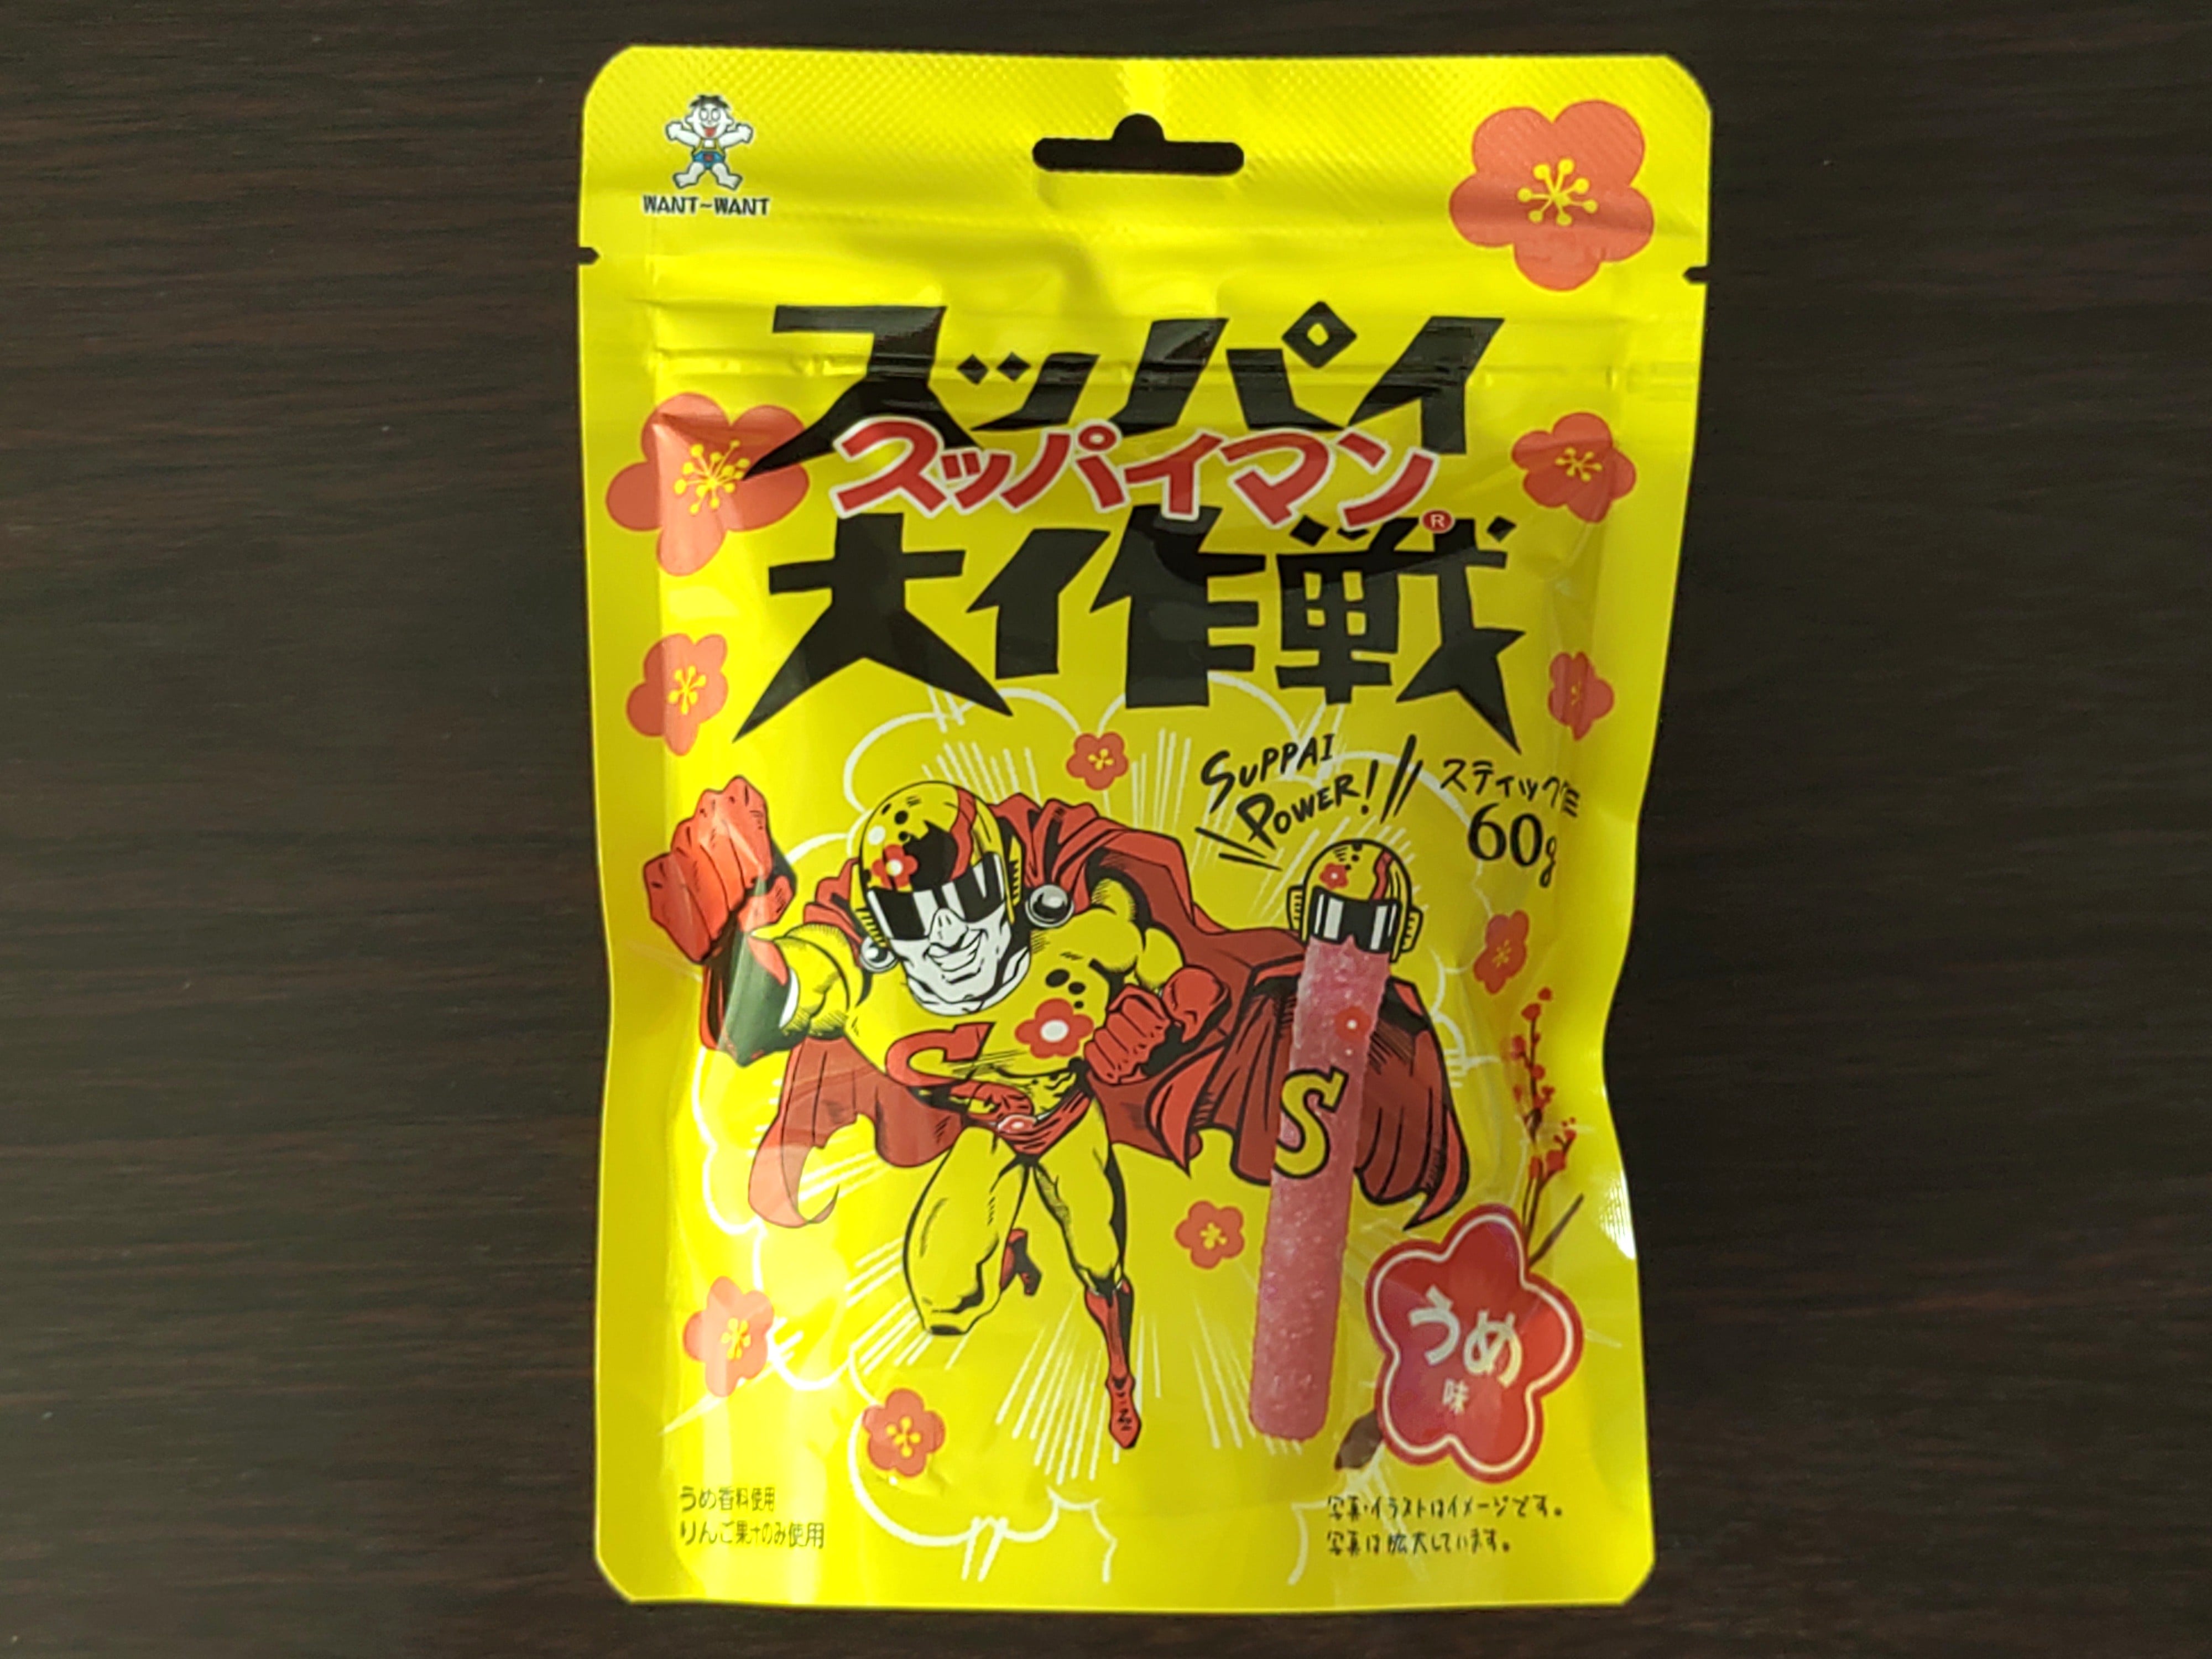 WANT~WANT
スッパイ
スッパイマン®
大作戦
SUPPAI
POWER!
スティック
60g
S
S
うめ
味
うめ香料使用
りんご果汁のみ使用
写真・イラストはイメージです。
写真は拡大しています。